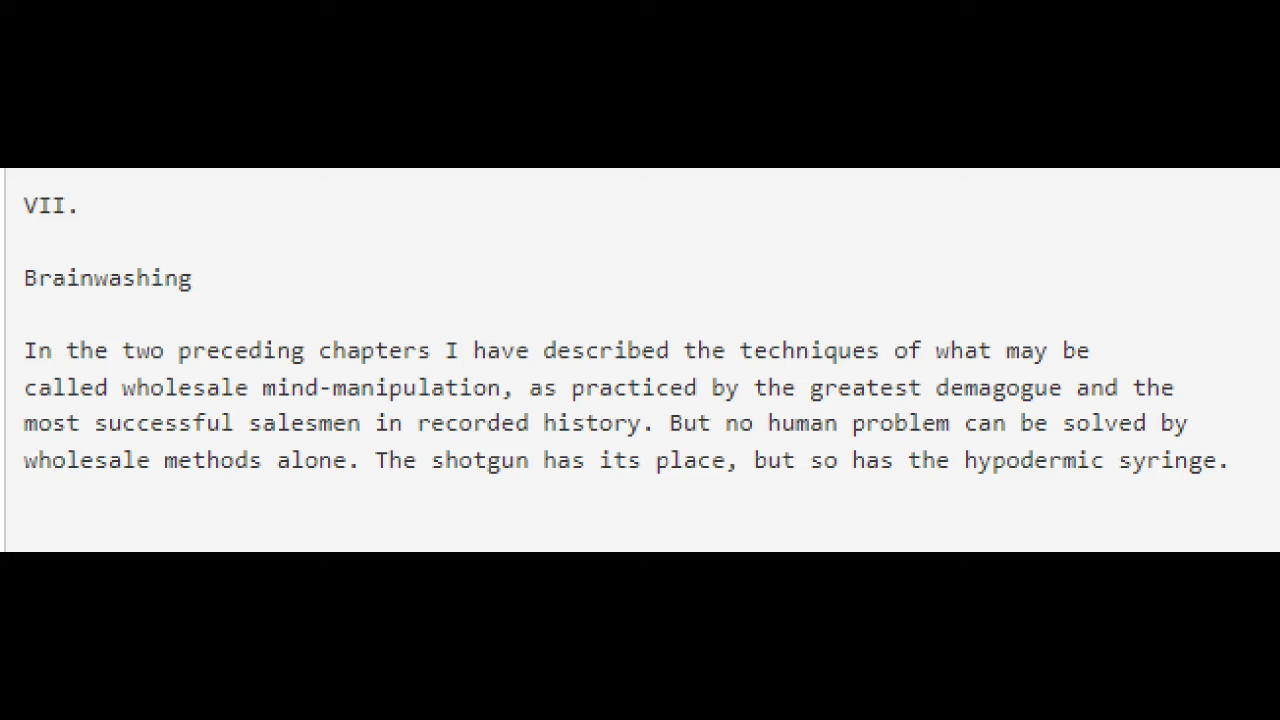 VII.
Brainwashing
In the two preceding chapters I have described the techniques of what may be
called wholesale mind-manipulation, as practiced by the greatest demagogue and the
most successful salesmen in recorded history. But no human problem can be solved by
wholesale methods alone. The shotgun has its place, but so has the hypodermic syringe.